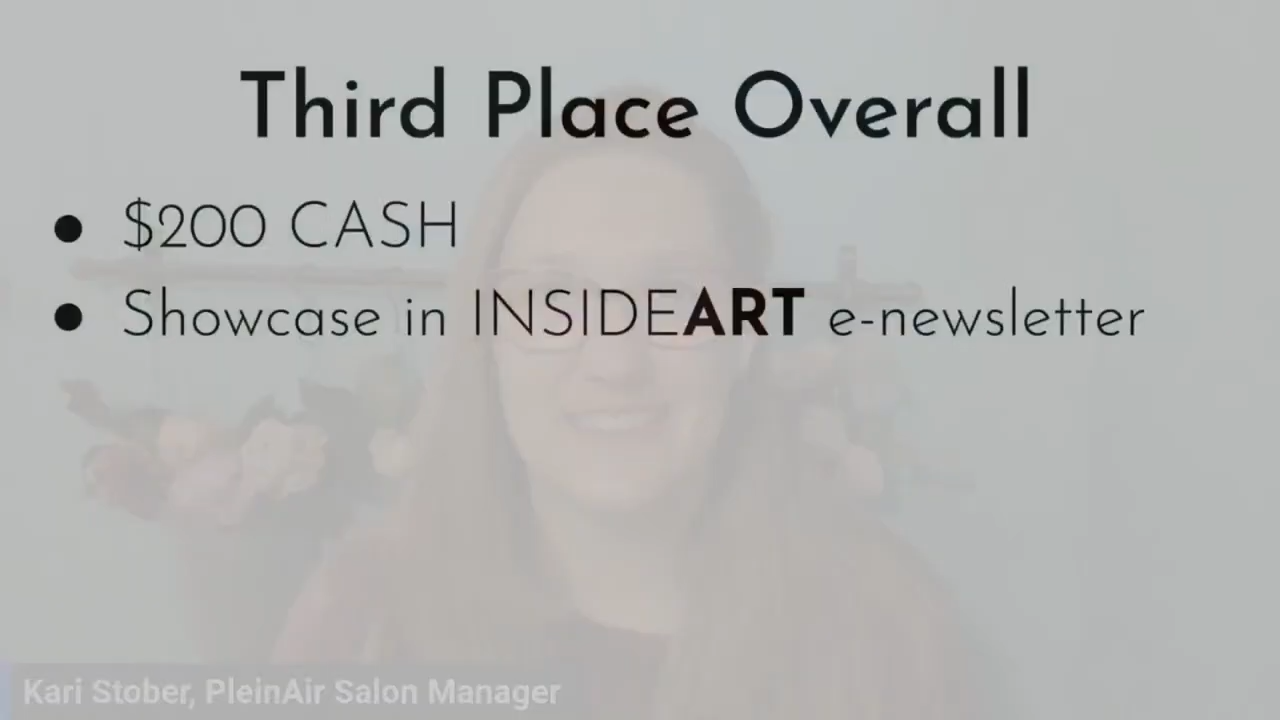 Third Place Overall
● $200 CASH
● Showcase in INSIDEART e-newsletter
Kari Stober, PleinAir Salon Manager